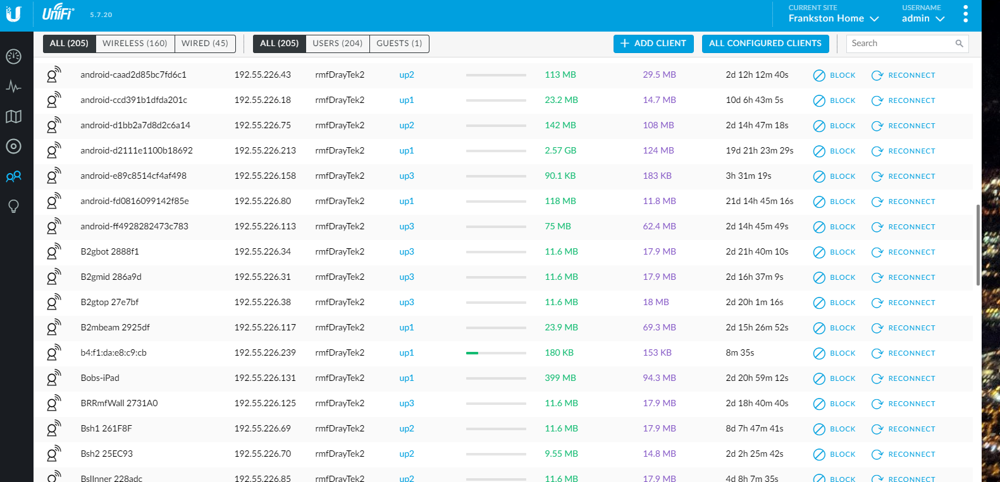 U UniFi 5.7.20 CURRENT SITE USERNAME
Frankston Home admin
ALL (205) WIRELESS (160) WIRED (45) ALL (205) USERS (204) GUESTS (1) + ADD CLIENT ALL CONFIGURED CLIENTS Search
android-caad2d85bc7fd6c1 192.55.226.43 rmfDrayTek2 up2 113 MB 29.5 MB 2d 12h 12m 40s BLOCK RECONNECT
android-ccd391b1dfda201c 192.55.226.18 rmfDrayTek2 up1 23.2 MB 14.7 MB 10d 6h 43m 5s BLOCK RECONNECT
android-d1bb2a7d8d2c6a14 192.55.226.75 rmfDrayTek2 up2 142 MB 108 MB 2d 14h 47m 18s BLOCK RECONNECT
android-d2111e1100b18692 192.55.226.213 rmfDrayTek2 up1 2.57 GB 124 MB 19d 21h 23m 29s BLOCK RECONNECT
android-e89c8514cf4af498 192.55.226.158 rmfDrayTek2 up3 90.1 KB 183 KB 3h 31m 19s BLOCK RECONNECT
android-fd0816099142f85e 192.55.226.80 rmfDrayTek2 up1 118 MB 11.8 MB 21d 14h 45m 16s BLOCK RECONNECT
android-ff4928282473c783 192.55.226.113 rmfDrayTek2 up3 75 MB 62.4 MB 2d 14h 45m 49s BLOCK RECONNECT
B2gbot 2888f1 192.55.226.34 rmfDrayTek2 up3 11.6 MB 17.9 MB 2d 21h 40m 10s BLOCK RECONNECT
B2gmid 286a9d 192.55.226.31 rmfDrayTek2 up3 11.6 MB 17.9 MB 2d 16h 37m 9s BLOCK RECONNECT
B2gtop 27e7bf 192.55.226.38 rmfDrayTek2 up3 11.6 MB 18 MB 2d 20h 1m 16s BLOCK RECONNECT
B2mbeam 2925df 192.55.226.117 rmfDrayTek2 up1 23.9 MB 69.3 MB 2d 15h 26m 52s BLOCK RECONNECT
b4:f1:da:e8:c9:cb 192.55.226.239 rmfDrayTek2 up1 180 KB 153 KB 8m 35s BLOCK RECONNECT
Bobs-iPad 192.55.226.131 rmfDrayTek2 up1 399 MB 94.3 MB 2d 20h 59m 12s BLOCK RECONNECT
BRRmfWall 2731A0 192.55.226.125 rmfDrayTek2 up3 11.6 MB 17.9 MB 2d 18h 40m 40s BLOCK RECONNECT
Bsh1 261F8F 192.55.226.69 rmfDrayTek2 up2 11.6 MB 17.9 MB 8d 7h 47m 41s BLOCK RECONNECT
Bsh2 25EC93 192.55.226.70 rmfDrayTek2 up2 9.55 MB 14.8 MB 2d 2h 25m 42s BLOCK RECONNECT
BslInner 228adc 192.55.226.85 rmfDrayTek2 up2 11.6 MB 17.9 MB 4d 8h 7m 35s BLOCK RECONNECT